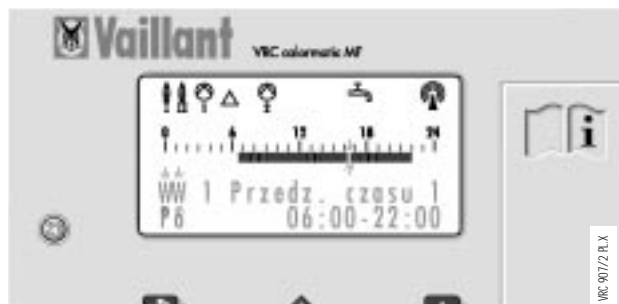 Vaillant VRC calormatic MF
0 6 12 18 24
WW 1 Przedz. czasu 1
P6 06:00-22:00
i
VRC 907/2 PL.X